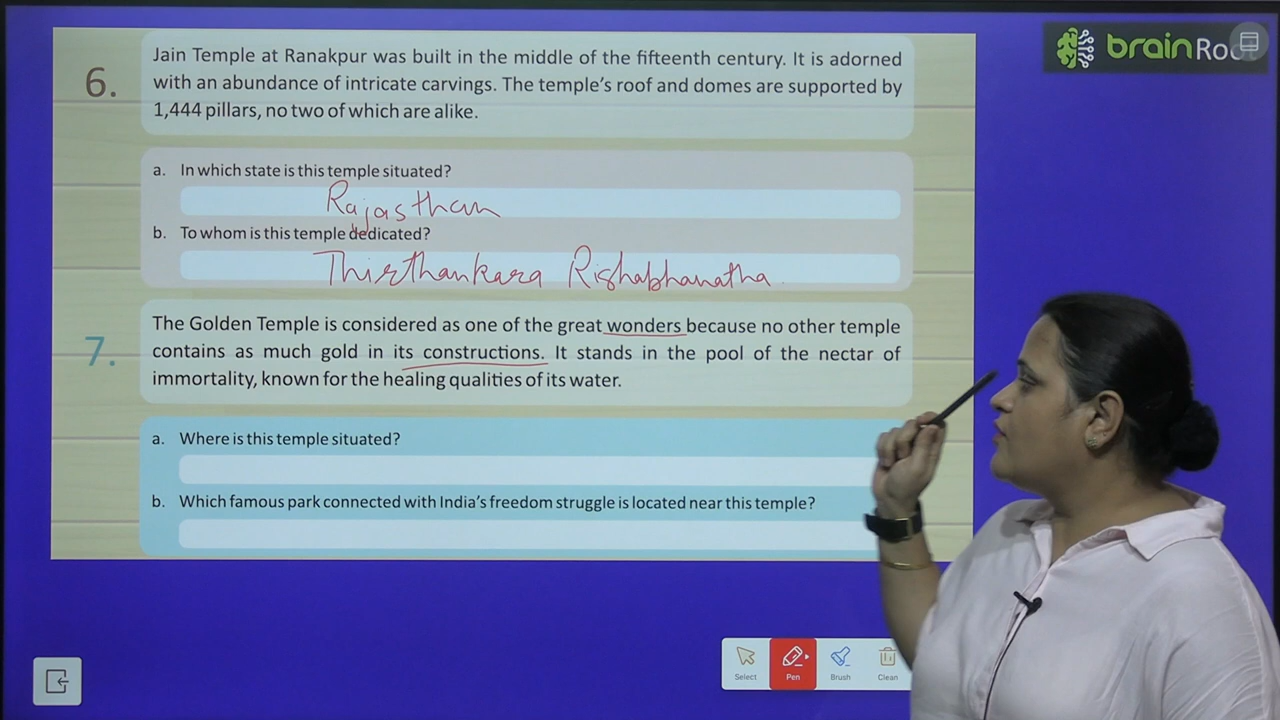 brainRoo
6.
Jain Temple at Ranakpur was built in the middle of the fifteenth century. It is adorned
with an abundance of intricate carvings. The temple's roof and domes are supported by
1,444 pillars, no two of which are alike.
a. In which state is this temple situated?
Rajasthan
b. To whom is this temple dedicated?
Thirthankara Rishabhanatha
7.
The Golden Temple is considered as one of the great wonders because no other temple
contains as much gold in its constructions. It stands in the pool of the nectar of
immortality, known for the healing qualities of its water.
a. Where is this temple situated?
b. Which famous park connected with India's freedom struggle is located near this temple?
Select Pen Brush Clean